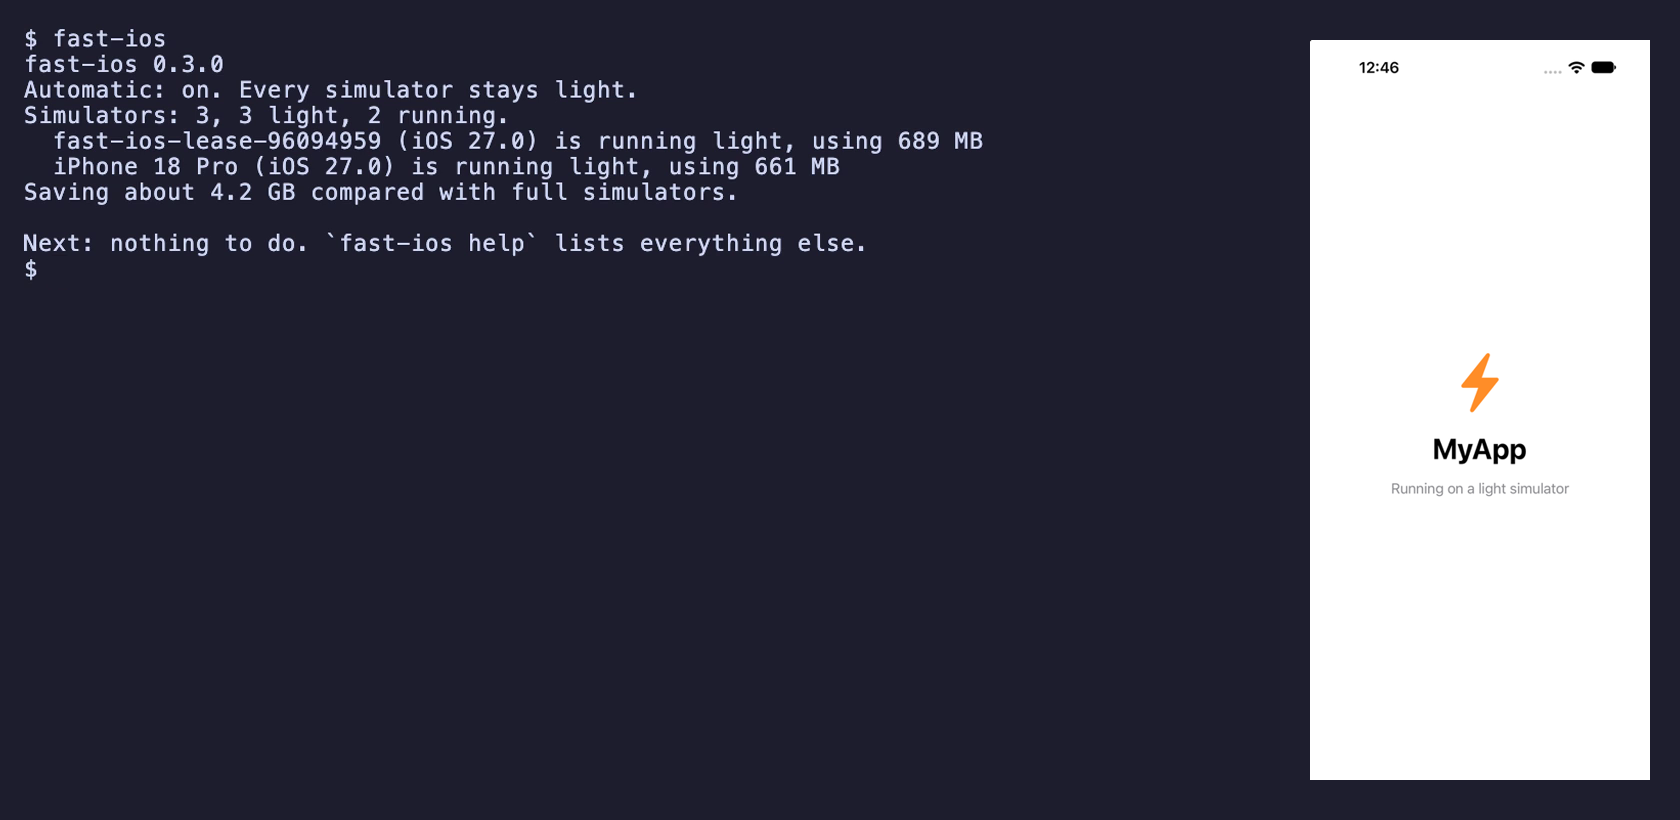 $ fast-ios
fast-ios 0.3.0
Automatic: on. Every simulator stays light.
Simulators: 3, 3 light, 2 running.
  fast-ios-lease-96094959 (iOS 27.0) is running light, using 689 MB
  iPhone 18 Pro (iOS 27.0) is running light, using 661 MB
Saving about 4.2 GB compared with full simulators.

Next: nothing to do. `fast-ios help` lists everything else.
$
12:46
MyApp
Running on a light simulator